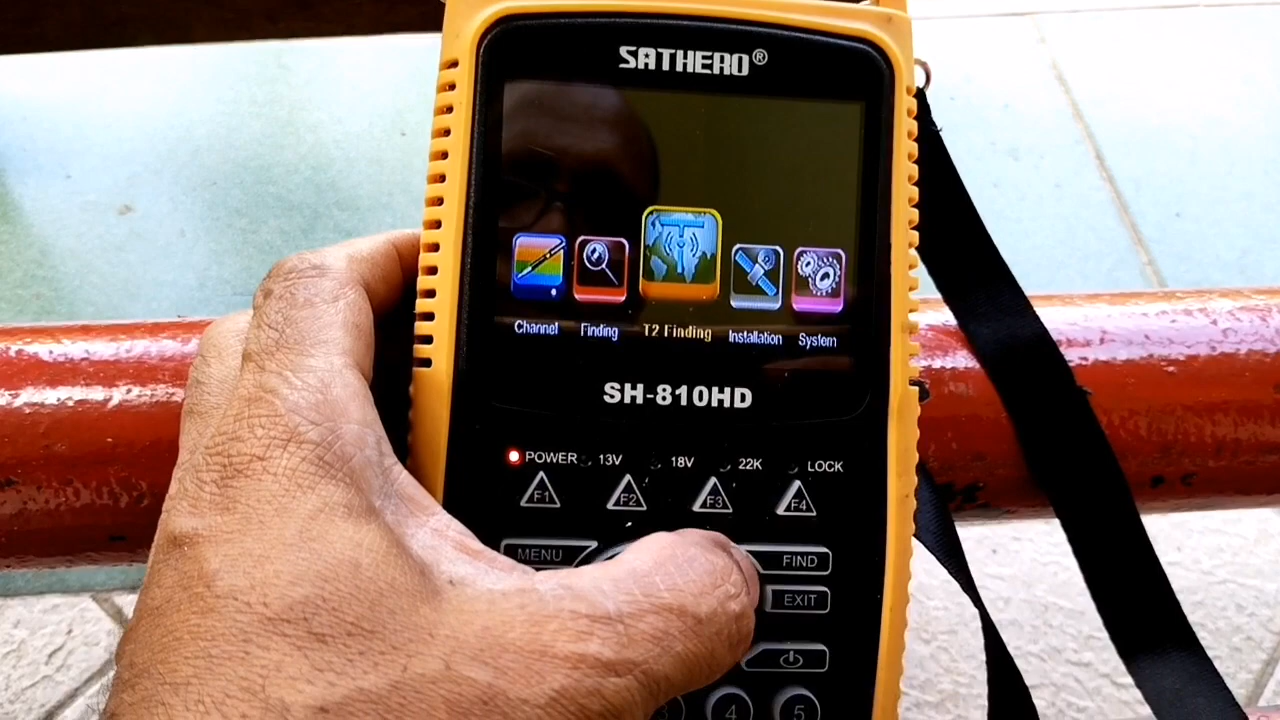 SATHERO®
Channel Finding T2 Finding Installation System
SH-810HD
POWER 13V 18V 22K LOCK
F1 F2 F3 F4
MENU FIND
EXIT
3 4 5